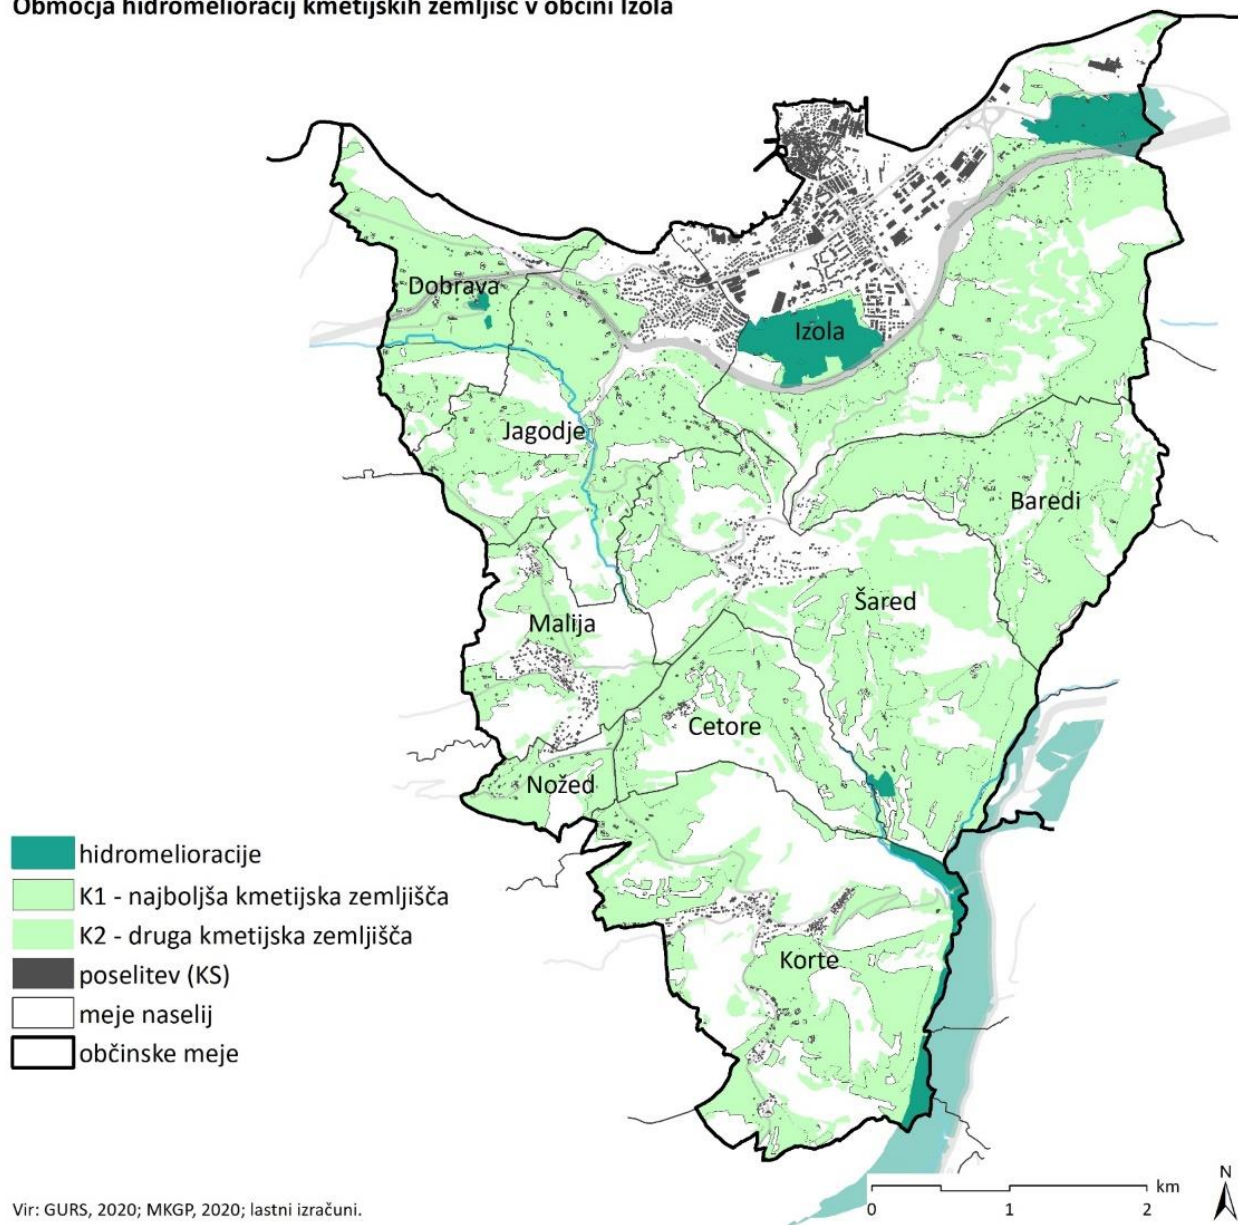 Območja hidromelioracij kmetijskih zemljišč v občini Izola
Dobrava
Izola
Jagodje
Baredi
Šared
Malija
Cetore
Nožed
Korte
hidromelioracije
K1 - najboljša kmetijska zemljišča
K2 - druga kmetijska zemljišča
poselitev (KS)
meje naselij
občinske meje
Vir: GURS, 2020; MKGP, 2020; lastni izračuni.
km
0 1 2
N